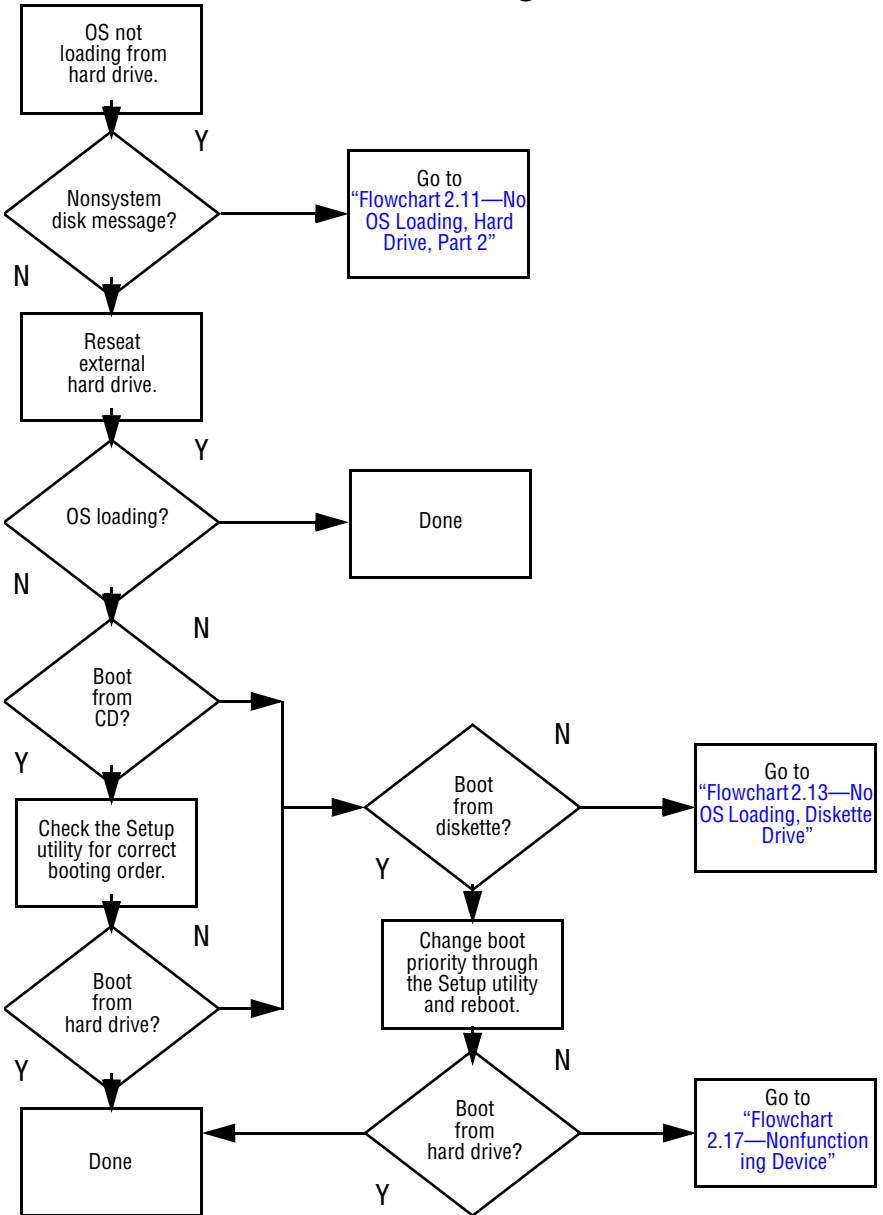 OS not
loading from
hard drive.
Y
Nonsystem
disk message?
Go to
“Flowchart 2.11—No
OS Loading, Hard
Drive, Part 2”
N
Reseat
external
hard drive.
Y
OS loading?
Done
N
N
Boot
from
CD?
Y
N
Boot
from
diskette?
Go to
“Flowchart 2.13—No
OS Loading, Diskette
Drive”
Y
Check the Setup
utility for correct
booting order.
N
Boot
from
hard drive?
Y
Change boot
priority through
the Setup utility
and reboot.
N
Boot
from
hard drive?
Go to
“Flowchart
2.17—Nonfunction
ing Device”
Y
Done